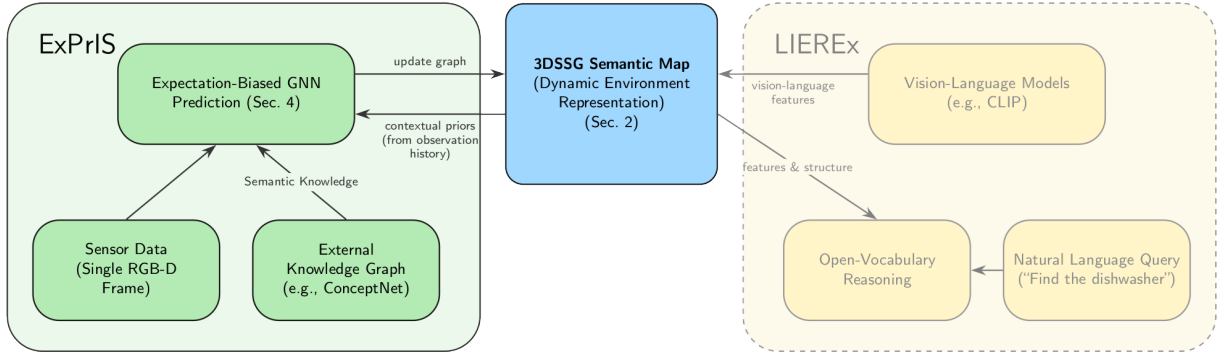 ExPrIS
Expectation-Biased GNN
Prediction (Sec. 4)
update graph
contextual priors
(from observation
history)
Semantic Knowledge
Sensor Data
(Single RGB-D
Frame)
External
Knowledge Graph
(e.g., ConceptNet)
3DSSG Semantic Map
(Dynamic Environment
Representation)
(Sec. 2)
LIEREx
vision-language
features
Vision-Language Models
(e.g., CLIP)
features & structure
Open-Vocabulary
Reasoning
Natural Language Query
(“Find the dishwasher”)